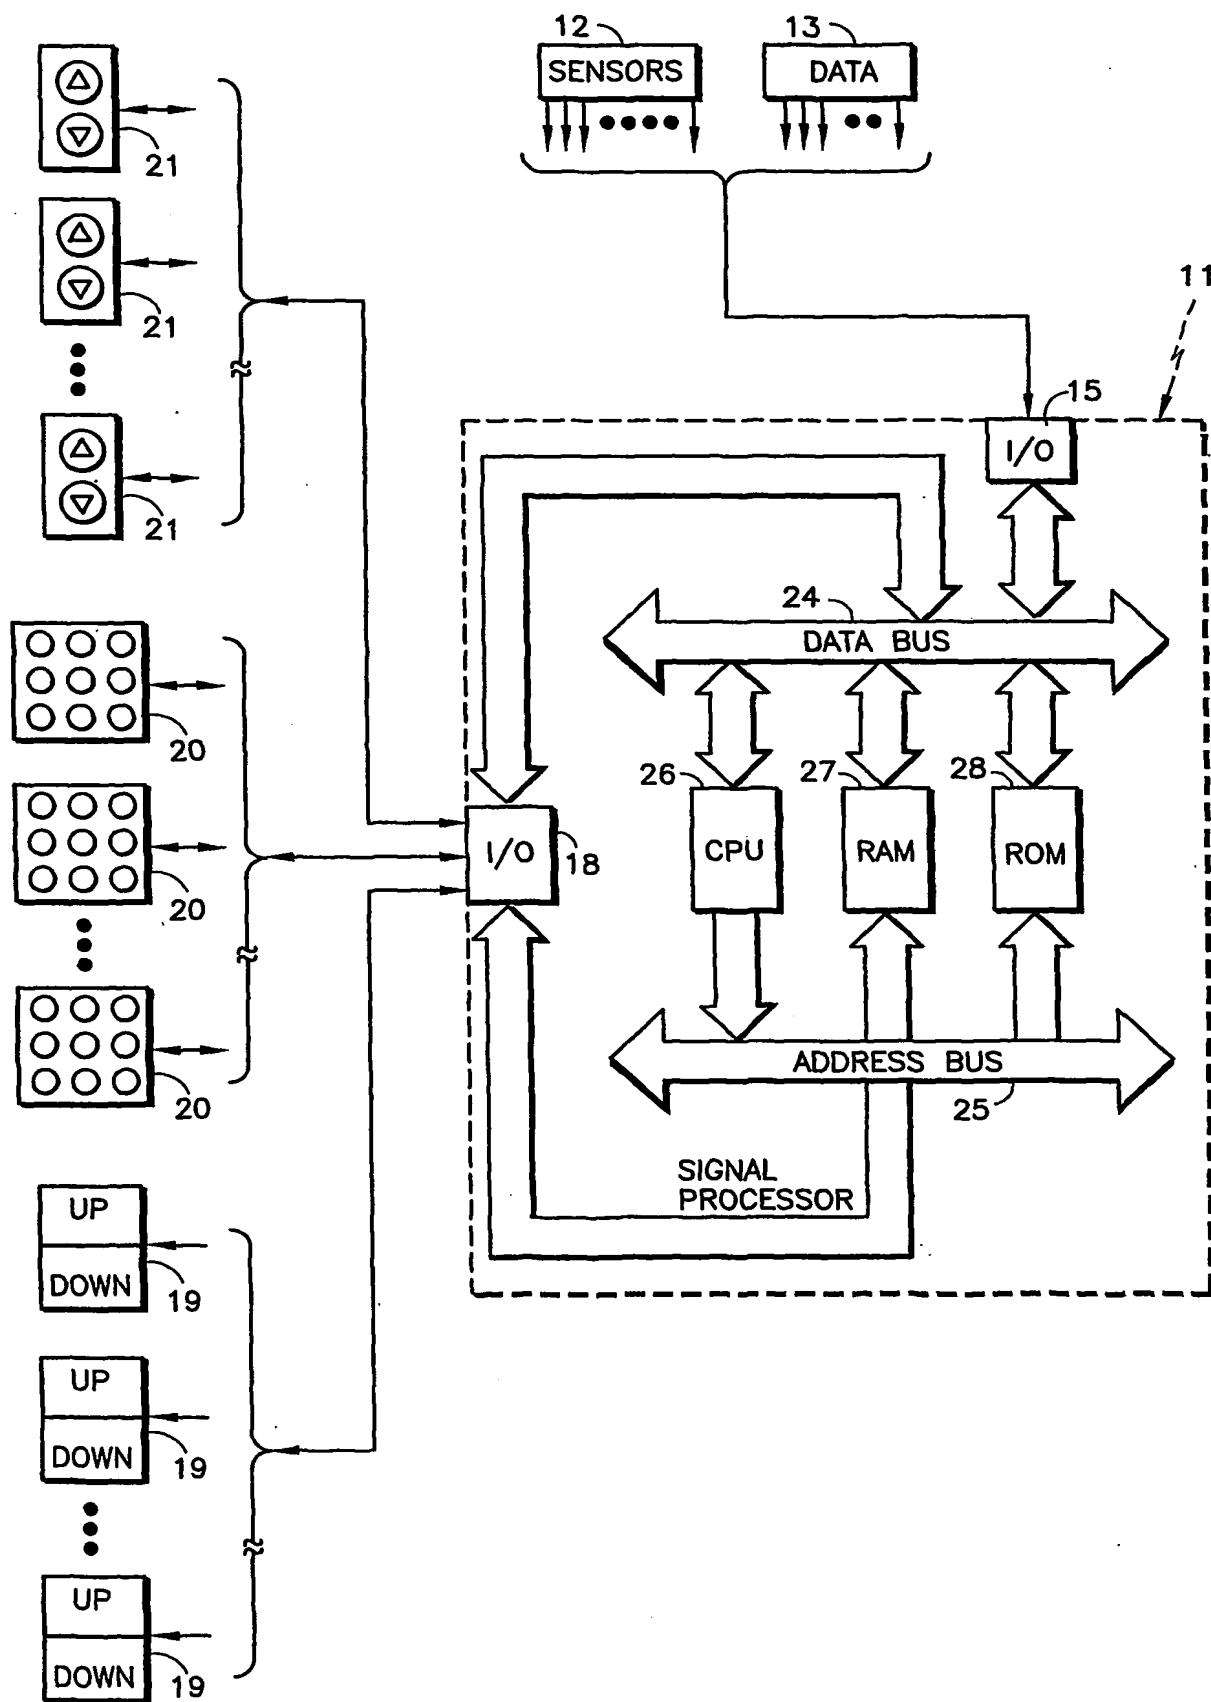 12
13
SENSORS
DATA
21
21
21
11
15
I/O
24
DATA BUS
20
20
20
26
27
28
I/O
18
CPU
RAM
ROM
ADDRESS BUS
25
SIGNAL
PROCESSOR
UP
DOWN
19
UP
DOWN
19
UP
DOWN
19